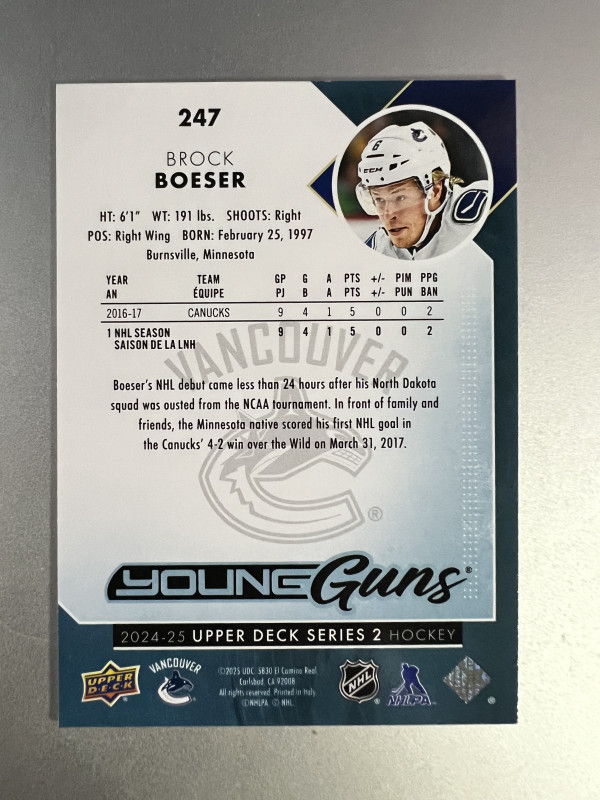 247
BROCK
BOESER
HT: 6'1" WT: 191 lbs. SHOOTS: Right
POS: Right Wing BORN: February 25, 1997
Burnsville, Minnesota
YEAR TEAM GP G A PTS +/- PIM PPG
AN ÉQUIPE PJ B A PTS +/- PUN BAN
2016-17 CANUCKS 9 4 1 5 0 0 2
1 NHL SEASON 9 4 1 5 0 0 2
SAISON DE LA LNH
VANCOUVER
Boeser's NHL debut came less than 24 hours after his North Dakota
squad was ousted from the NCAA tournament. In front of family and
friends, the Minnesota native scored his first NHL goal in
the Canucks' 4-2 win over the Wild on March 31, 2017.
®
YOUNG Guns®
2024-25 UPPER DECK SERIES 2 HOCKEY
UPPER DECK
VANCOUVER
©2025 UDC. 5830 El Camino Real,
Carlsbad, CA 92008
All rights reserved. Printed in Italy.
©NHLPA. © NHL.
NHL
NHLPA
6
CCM